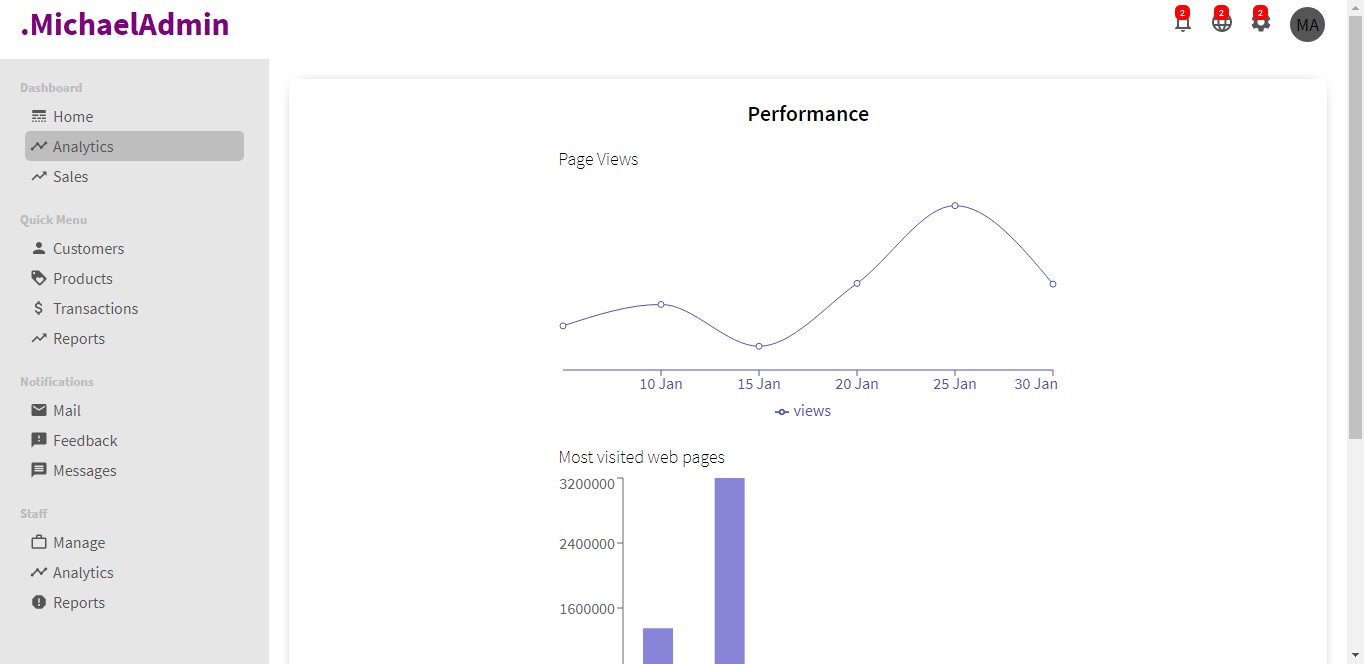 .MichaelAdmin
2
2
2
MA
Dashboard
Home
Analytics
Sales
Quick Menu
Customers
Products
Transactions
Reports
Notifications
Mail
Feedback
Messages
Staff
Manage
Analytics
Reports
Performance
Page Views
10 Jan 15 Jan 20 Jan 25 Jan 30 Jan
views
Most visited web pages
3200000
2400000
1600000